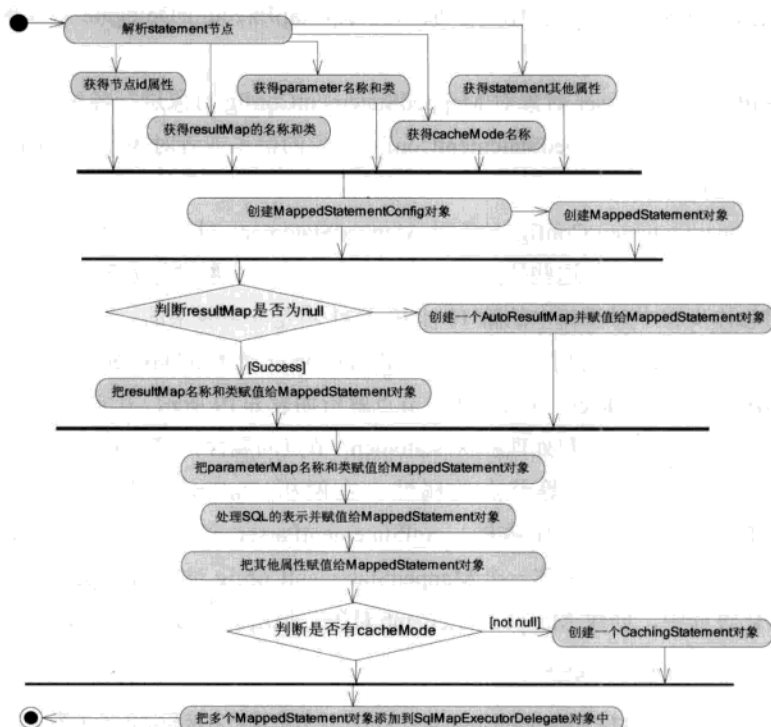 解析statement节点
获得节点id属性
获得parameter名称和类
获得statement其他属性
获得resultMap的名称和类
获得cacheMode名称
创建MappedStatementConfig对象
创建MappedStatement对象
判断resultMap是否为null
创建一个AutoResultMap并赋值给MappedStatement对象
[Success]
把resultMap名称和类赋值给MappedStatement对象
把parameterMap名称和类赋值给MappedStatement对象
处理SQL的表示并赋值给MappedStatement对象
把其他属性赋值给MappedStatement对象
判断是否有cacheMode
[not null]
创建一个CachingStatement对象
把多个MappedStatement对象添加到SqlMapExecutorDelegate对象中